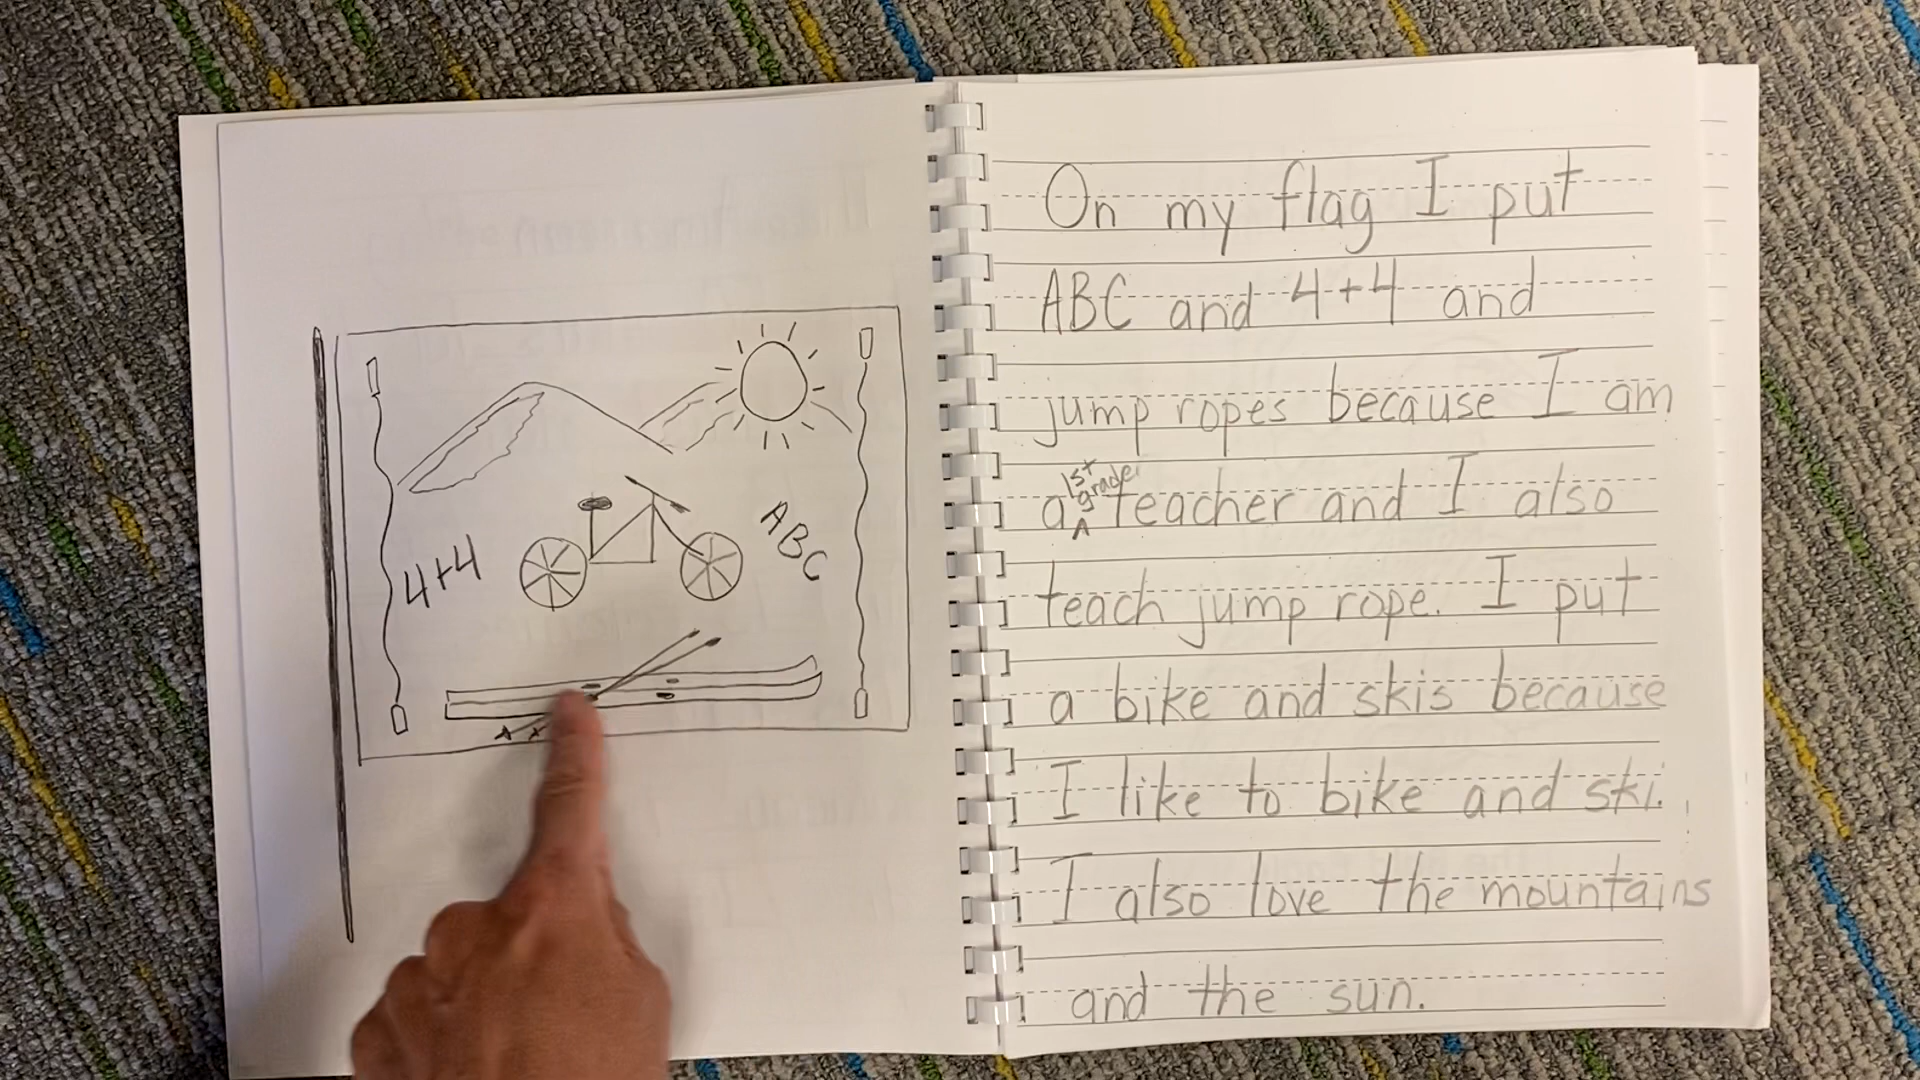 4+4
ABC
On my flag I put
ABC and 4+4 and
jump ropes because I am
a 1st grade teacher and I also
teach jump rope. I put
a bike and skis because
I like to bike and ski.
I also love the mountains
and the sun.